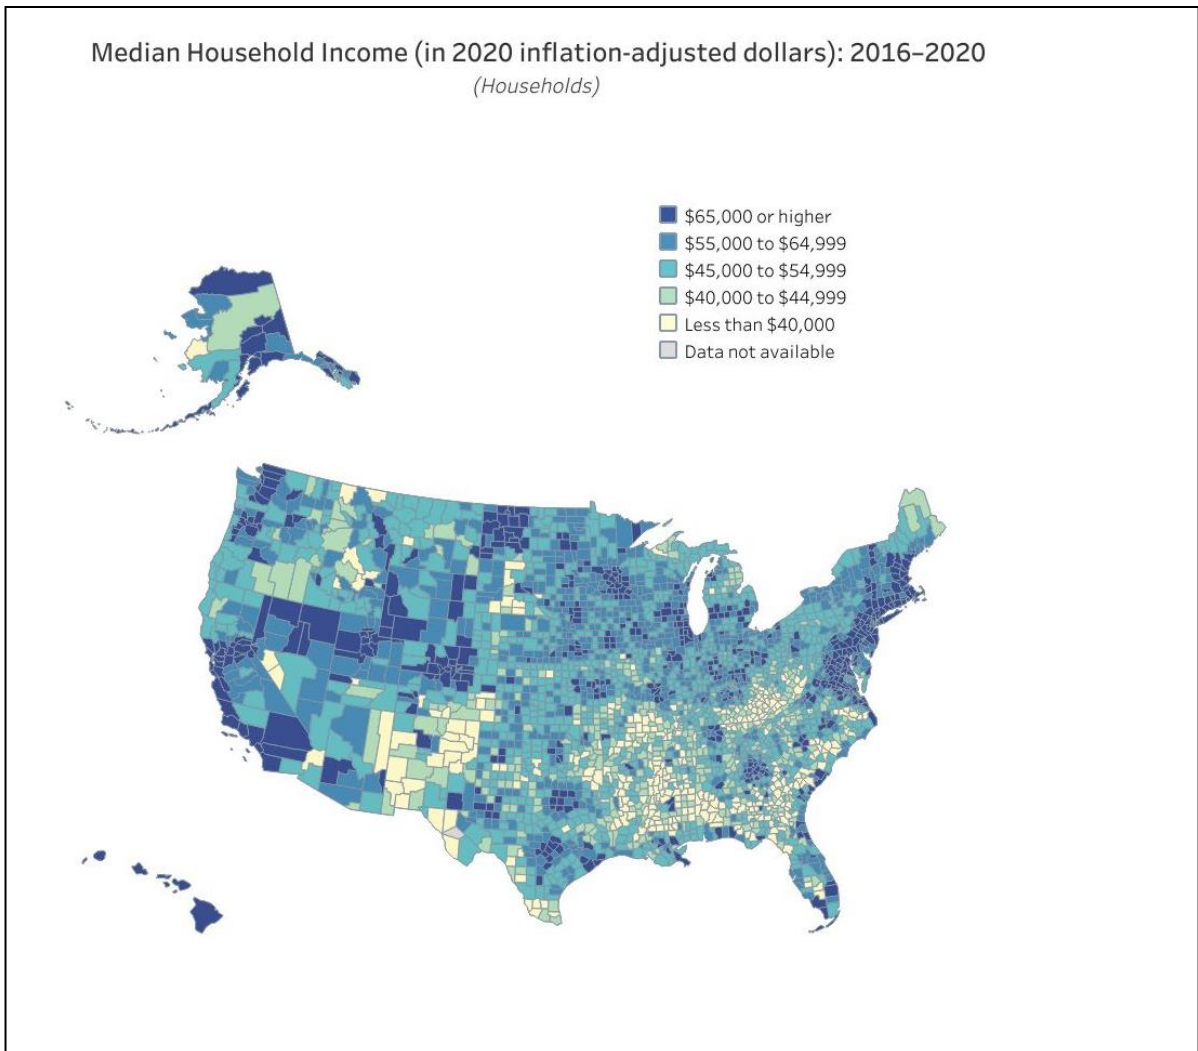 Median Household Income (in 2020 inflation-adjusted dollars): 2016–2020
(Households)
$65,000 or higher
$55,000 to $64,999
$45,000 to $54,999
$40,000 to $44,999
Less than $40,000
Data not available